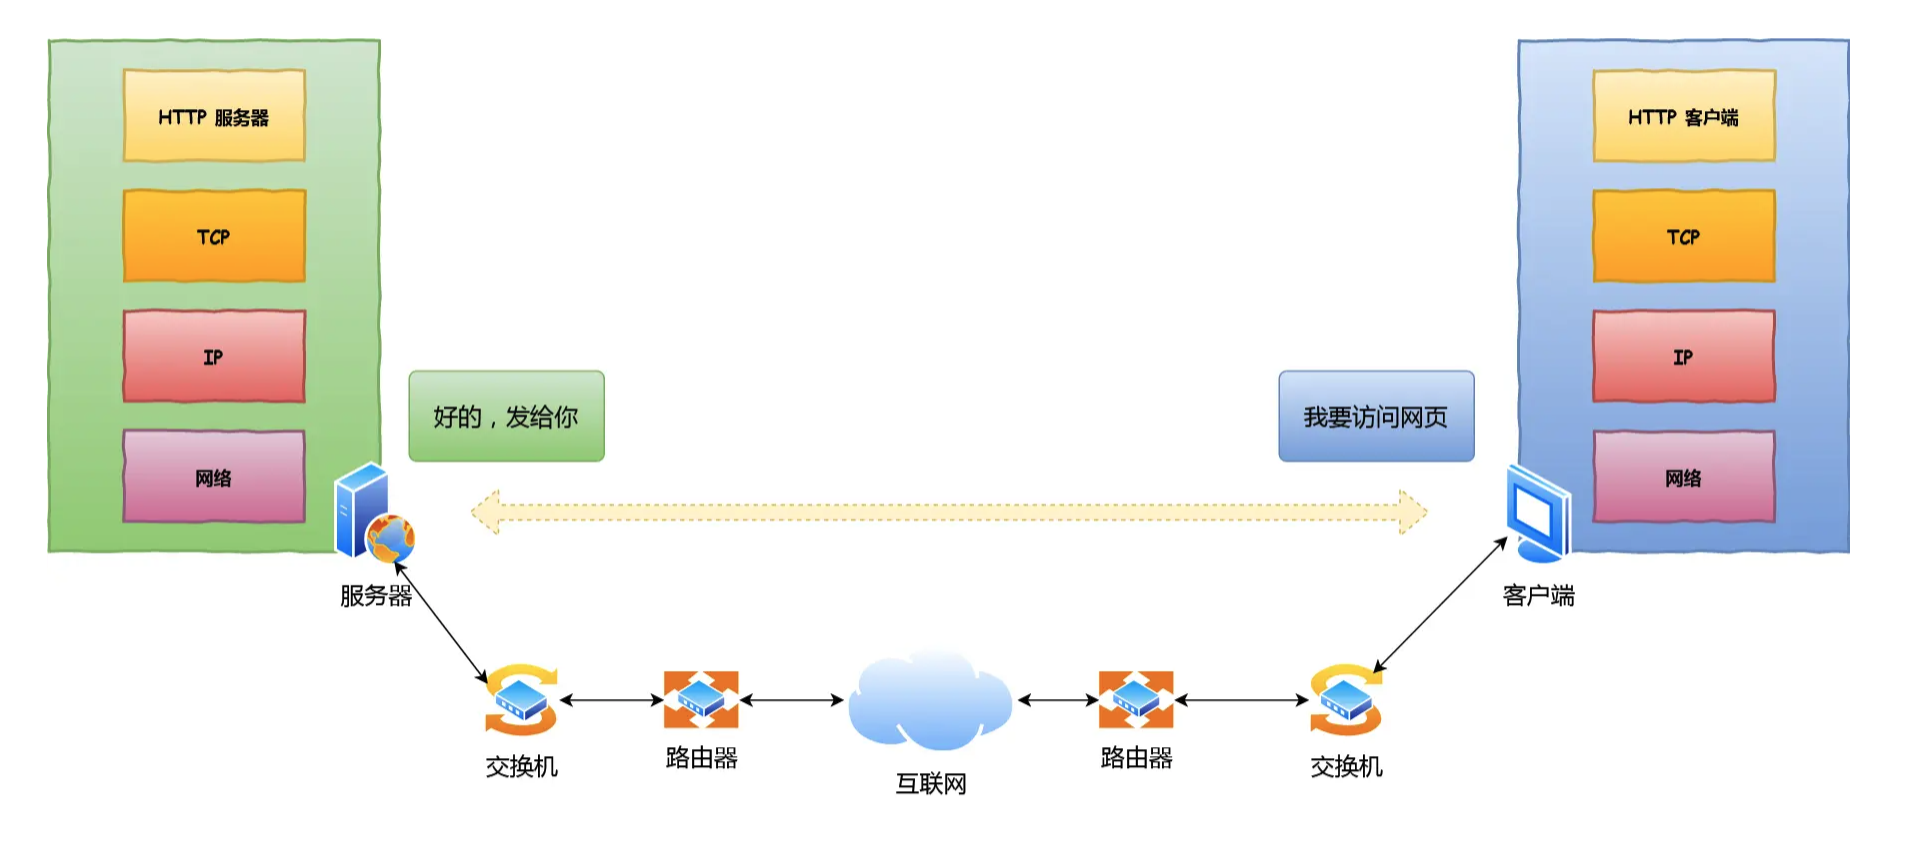 HTTP 服务器
TCP
IP
网络
好的，发给你
我要访问网页
HTTP 客户端
TCP
IP
网络
服务器
客户端
交换机
路由器
互联网
路由器
交换机